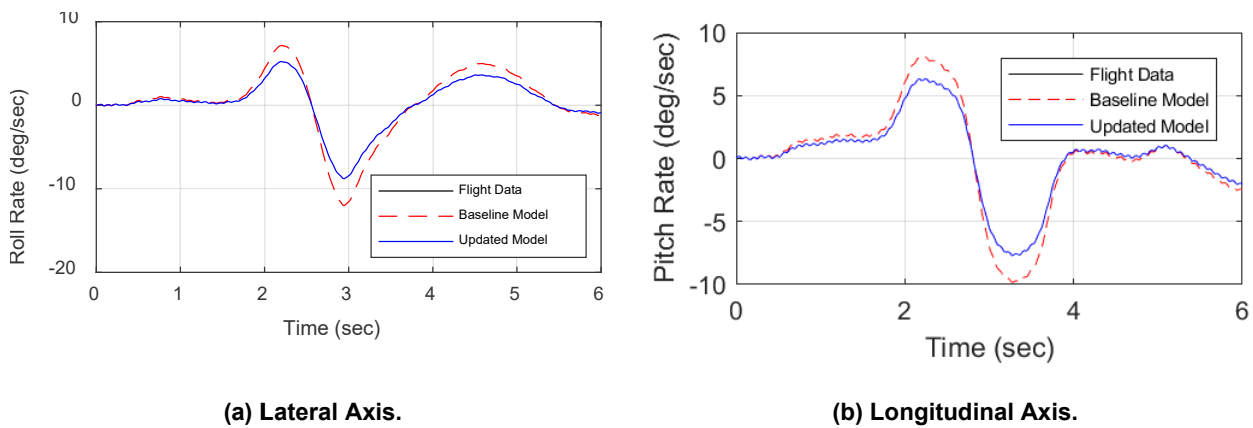 10
0
-10
-20
Roll Rate (deg/sec)
Flight Data
Baseline Model
Updated Model
0 1 2 3 4 5 6
Time (sec)
(a) Lateral Axis.
10
5
0
-5
-10
Pitch Rate (deg/sec)
Flight Data
Baseline Model
Updated Model
0 2 4 6
Time (sec)
(b) Longitudinal Axis.